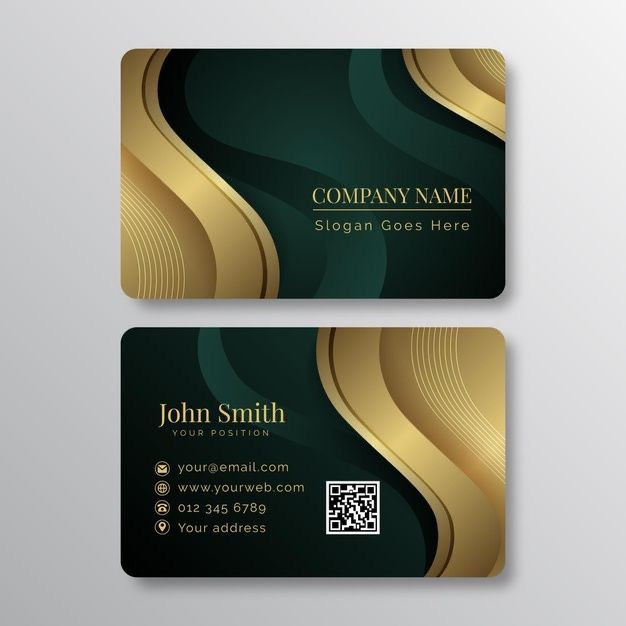 COMPANY NAME
Slogan Goes Here
John Smith
YOUR POSITION
your@email.com
www.yourweb.com
012 345 6789
Your address